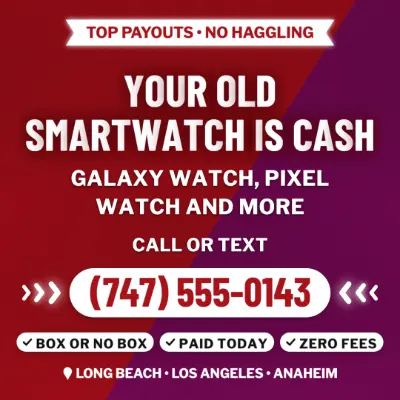 TOP PAYOUTS • NO HAGGLING
YOUR OLD
SMARTWATCH IS CASH
GALAXY WATCH, PIXEL
WATCH AND MORE
CALL OR TEXT
(747) 555-0143
BOX OR NO BOX
PAID TODAY
ZERO FEES
LONG BEACH • LOS ANGELES • ANAHEIM